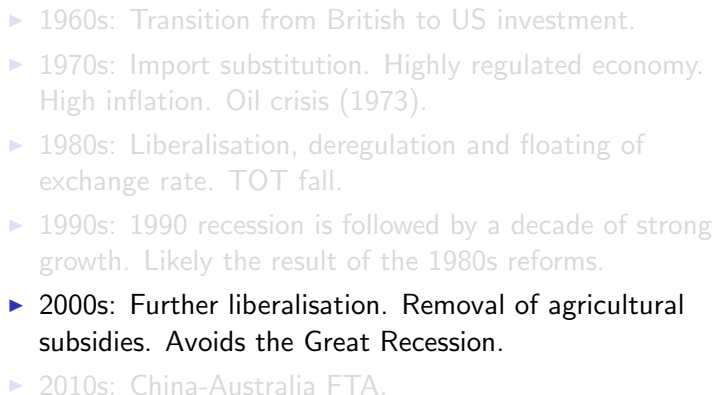 ▶ 1960s: Transition from British to US investment.
▶ 1970s: Import substitution. Highly regulated economy.
High inflation. Oil crisis (1973).
▶ 1980s: Liberalisation, deregulation and floating of
exchange rate. TOT fall.
▶ 1990s: 1990 recession is followed by a decade of strong
growth. Likely the result of the 1980s reforms.
▶ 2000s: Further liberalisation. Removal of agricultural
subsidies. Avoids the Great Recession.
▶ 2010s: China-Australia FTA.